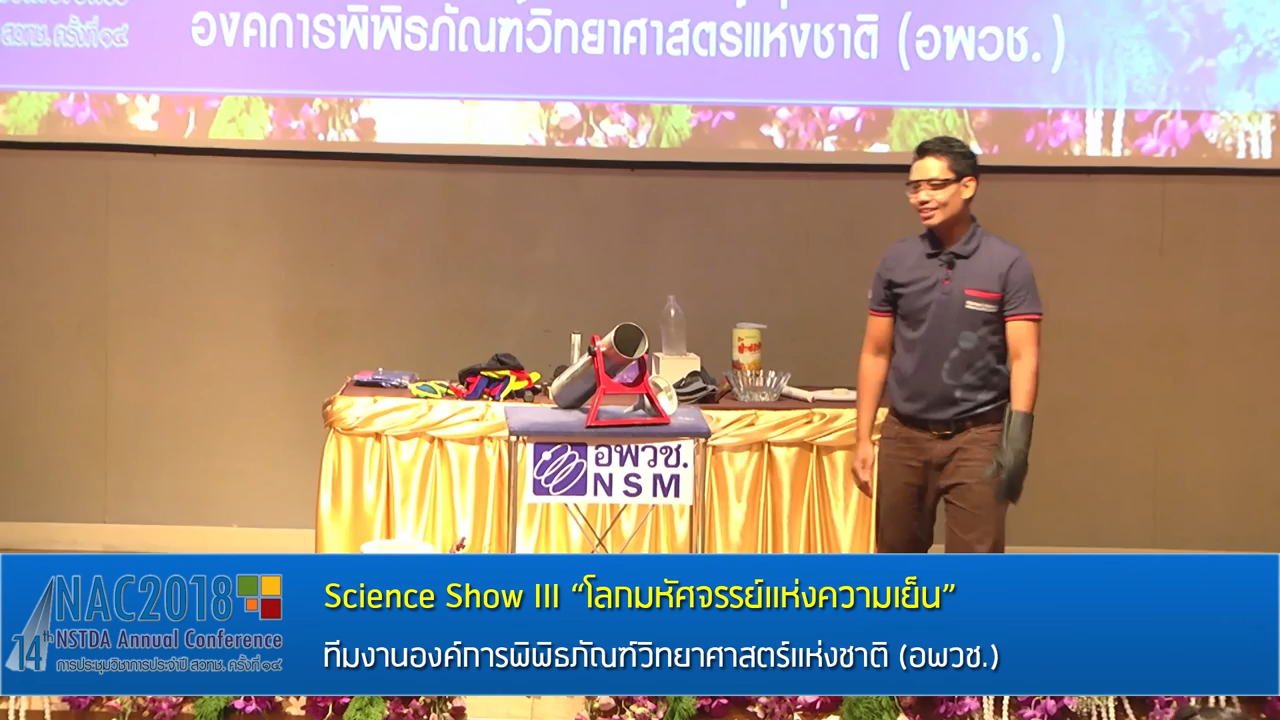 สวทช. ครั้งที่ ๑๔
องค์การพิพิธภัณฑ์วิทยาศาสตร์แห่งชาติ (อพวช.)
อพวช.
NSM
NAC2018
14th NSTDA Annual Conference
การประชุมวิชาการประจำปี สวทช. ครั้งที่ ๑๔
Science Show III “โลกมหัศจรรย์แห่งความเย็น”
ทีมงานองค์การพิพิธภัณฑ์วิทยาศาสตร์แห่งชาติ (อพวช.)